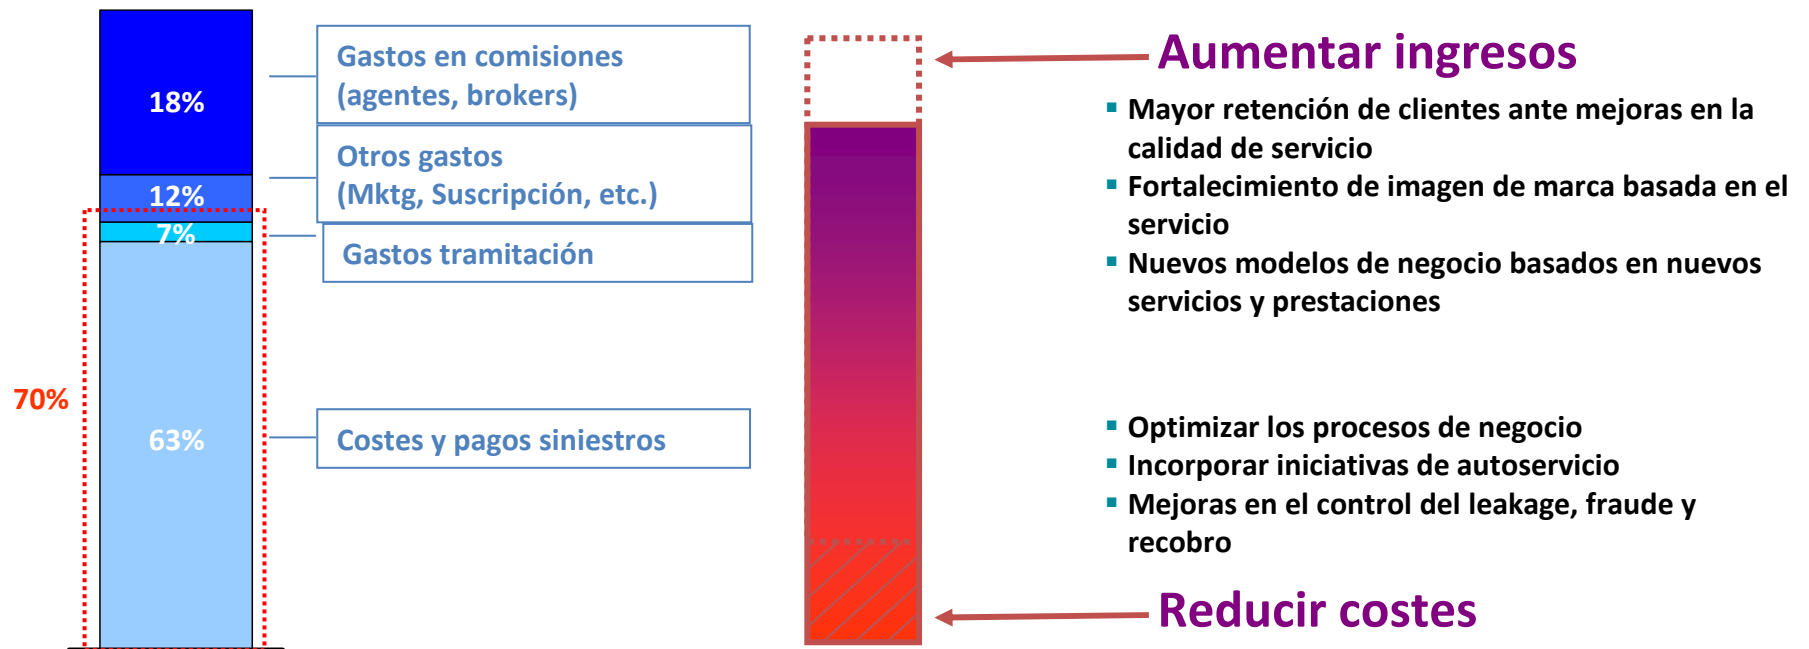 18%
12%
7%
63%
70%
Gastos en comisiones
(agentes, brokers)
Otros gastos
(Mktg, Suscripción, etc.)
Gastos tramitación
Costes y pagos siniestros
Aumentar ingresos
Mayor retención de clientes ante mejoras en la
calidad de servicio
Fortalecimiento de imagen de marca basada en el
servicio
Nuevos modelos de negocio basados en nuevos
servicios y prestaciones
Optimizar los procesos de negocio
Incorporar iniciativas de autoservicio
Mejoras en el control del leakage, fraude y
recobro
Reducir costes